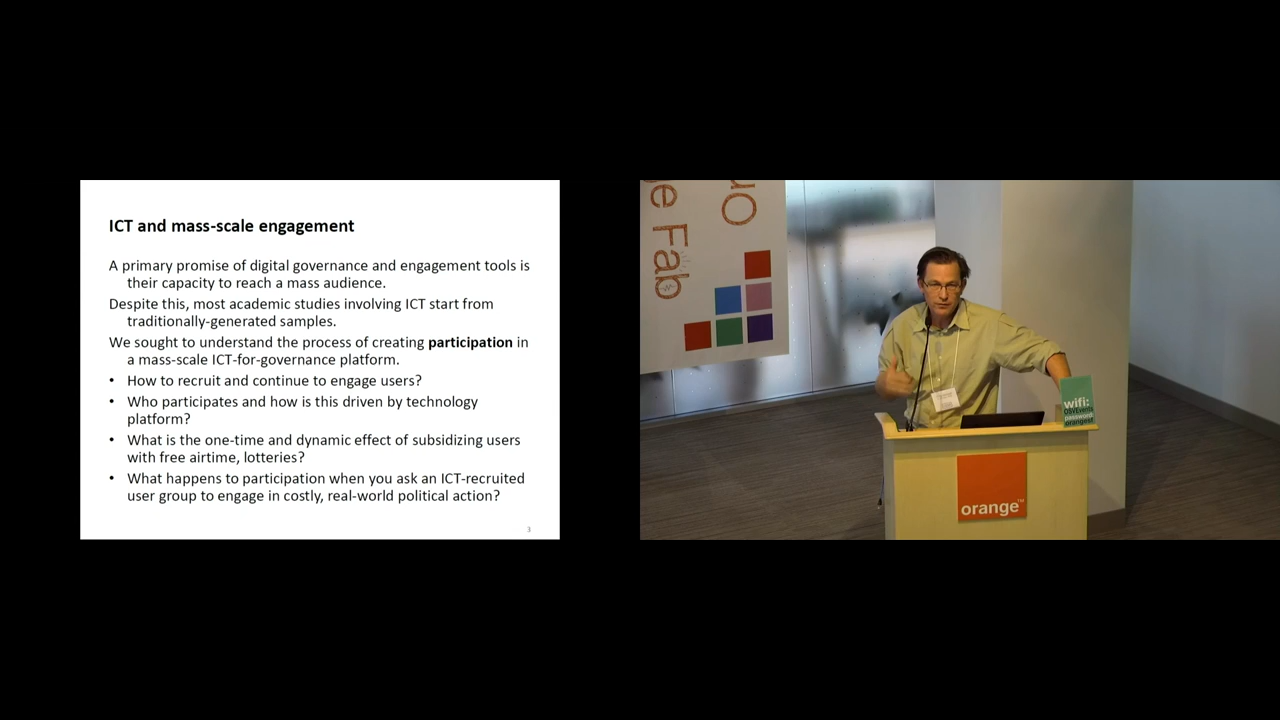 ICT and mass-scale engagement
A primary promise of digital governance and engagement tools is
their capacity to reach a mass audience.
Despite this, most academic studies involving ICT start from
traditionally-generated samples.
We sought to understand the process of creating participation in
a mass-scale ICT-for-governance platform.
• How to recruit and continue to engage users?
• Who participates and how is this driven by technology
platform?
• What is the one-time and dynamic effect of subsidizing users
with free airtime, lotteries?
• What happens to participation when you ask an ICT-recruited
user group to engage in costly, real-world political action?
3
e Fab
wifi:
password
orange™